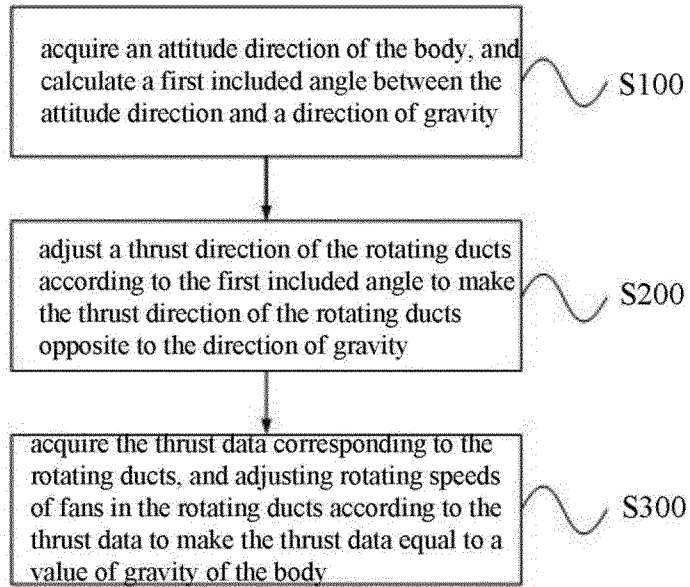 acquire an attitude direction of the body, and
calculate a first included angle between the
attitude direction and a direction of gravity
S100
adjust a thrust direction of the rotating ducts
according to the first included angle to make
the thrust direction of the rotating ducts
opposite to the direction of gravity
S200
acquire the thrust data corresponding to the
rotating ducts, and adjusting rotating speeds
of fans in the rotating ducts according to the
thrust data to make the thrust data equal to a
value of gravity of the body
S300